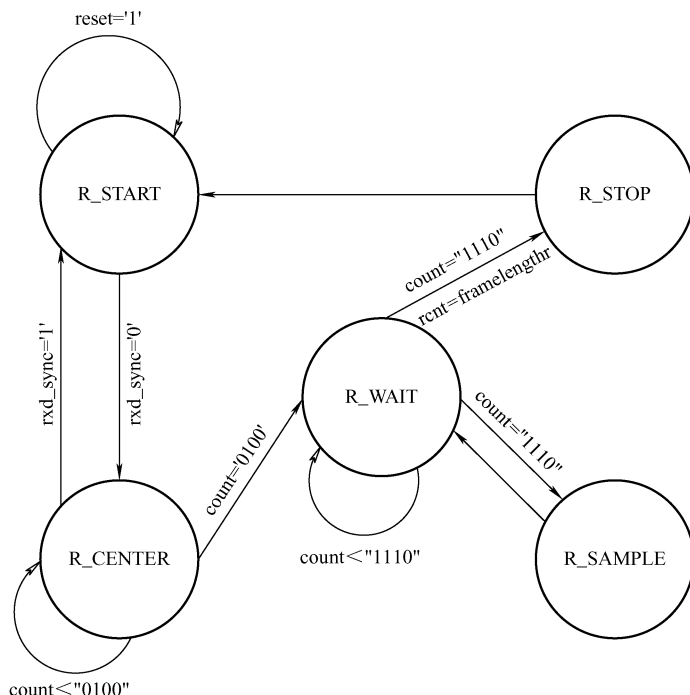 reset='1'
R_START
R_STOP
count="1110"
rcnt=framelengthr
rxd_sync='1'
rxd_sync='0'
R_WAIT
count="1110"
count='0100'
count<"1110"
R_CENTER
R_SAMPLE
count<"0100"